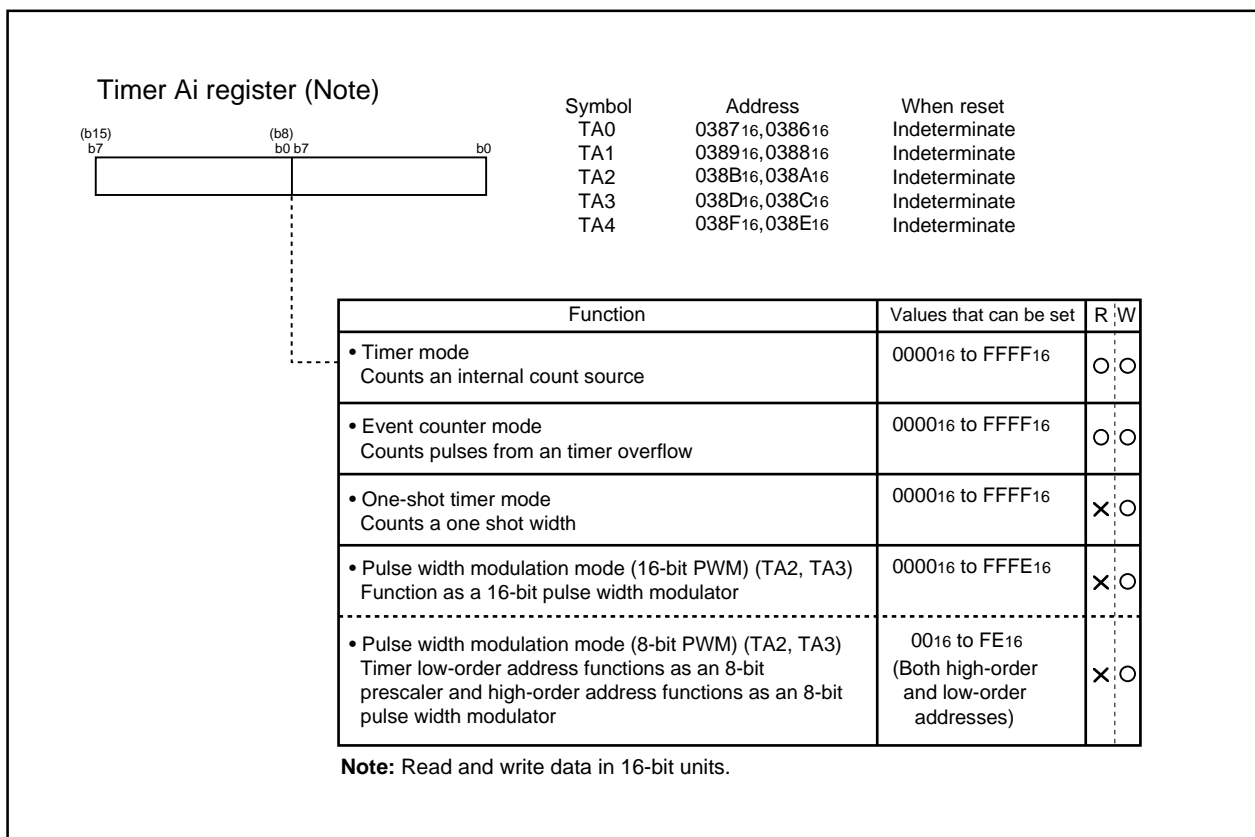 Timer Ai register (Note)
(b15) (b8)
b7 b0 b7 b0
Symbol Address When reset
TA0 038716,038616 Indeterminate
TA1 038916,038816 Indeterminate
TA2 038B16,038A16 Indeterminate
TA3 038D16,038C16 Indeterminate
TA4 038F16,038E16 Indeterminate
Function Values that can be set R W
• Timer mode 000016 to FFFF16
Counts an internal count source
• Event counter mode 000016 to FFFF16
Counts pulses from an timer overflow
• One-shot timer mode 000016 to FFFF16
Counts a one shot width
• Pulse width modulation mode (16-bit PWM) (TA2, TA3) 000016 to FFFE16
Function as a 16-bit pulse width modulator
• Pulse width modulation mode (8-bit PWM) (TA2, TA3) 0016 to FE16
Timer low-order address functions as an 8-bit (Both high-order
prescaler and high-order address functions as an 8-bit and low-order
pulse width modulator addresses)
Note: Read and write data in 16-bit units.